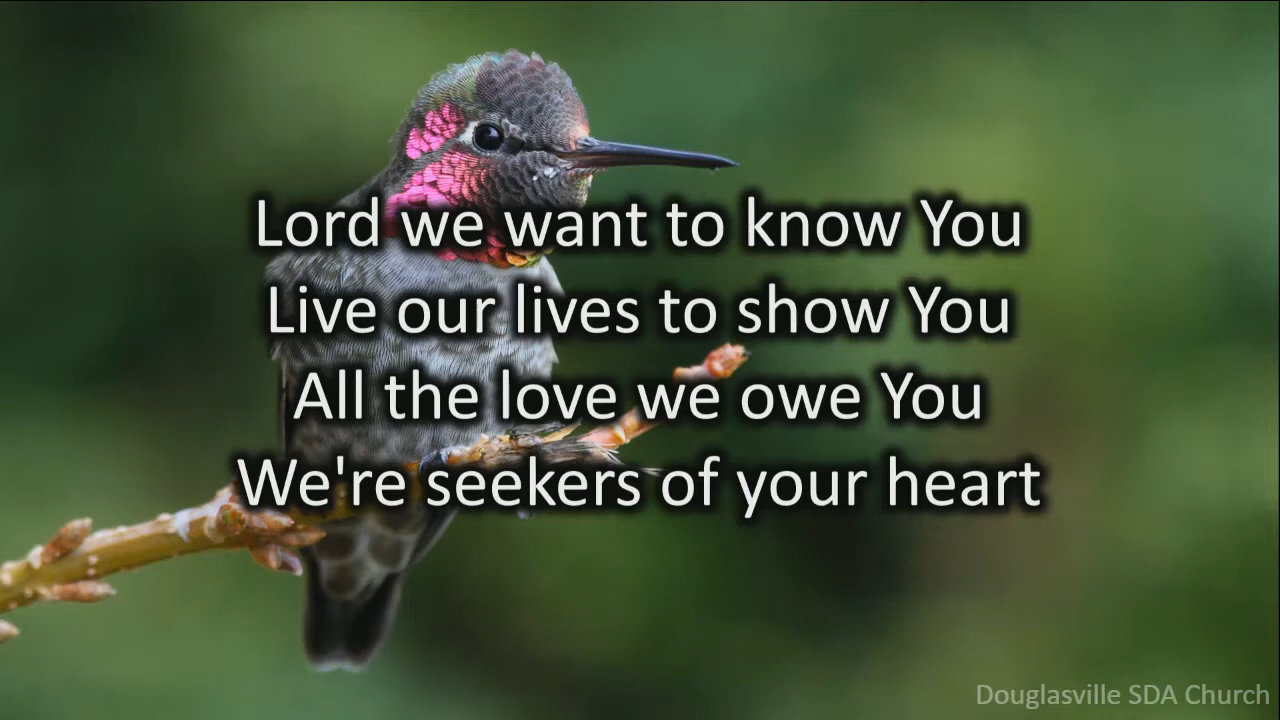 Lord we want to know You
Live our lives to show You
All the love we owe You
We're seekers of your heart
Douglasville SDA Church